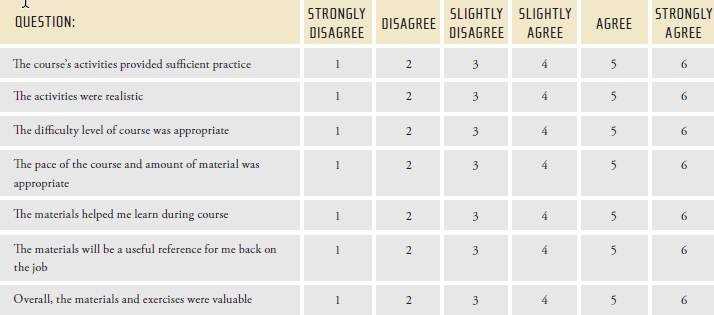 QUESTION: STRONGLY DISAGREE DISAGREE SLIGHTLY DISAGREE SLIGHTLY AGREE AGREE STRONGLY AGREE
The course's activities provided sufficient practice 1 2 3 4 5 6
The activities were realistic 1 2 3 4 5 6
The difficulty level of course was appropriate 1 2 3 4 5 6
The pace of the course and amount of material was 1 2 3 4 5 6
appropriate
The materials helped me learn during course 1 2 3 4 5 6
The materials will be a useful reference for me back on 1 2 3 4 5 6
the job
Overall, the materials and exercises were valuable 1 2 3 4 5 6